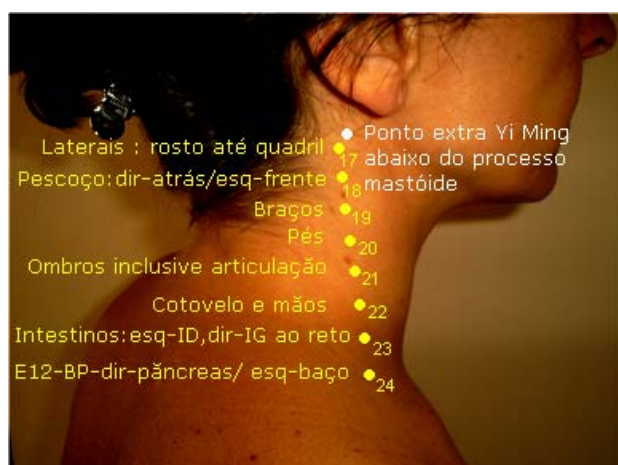 Ponto extra Yi Ming
abaixo do processo
mastóide
Laterais : rosto até quadril
17
Pescoço:dir-atrás/esq-frente
18
Braços
19
Pés
20
Ombros inclusive articulação
21
Cotovelo e mãos
22
Intestinos:esq-ID,dir-IG ao reto
23
E12-BP-dir-păncreas/ esq-baço
24